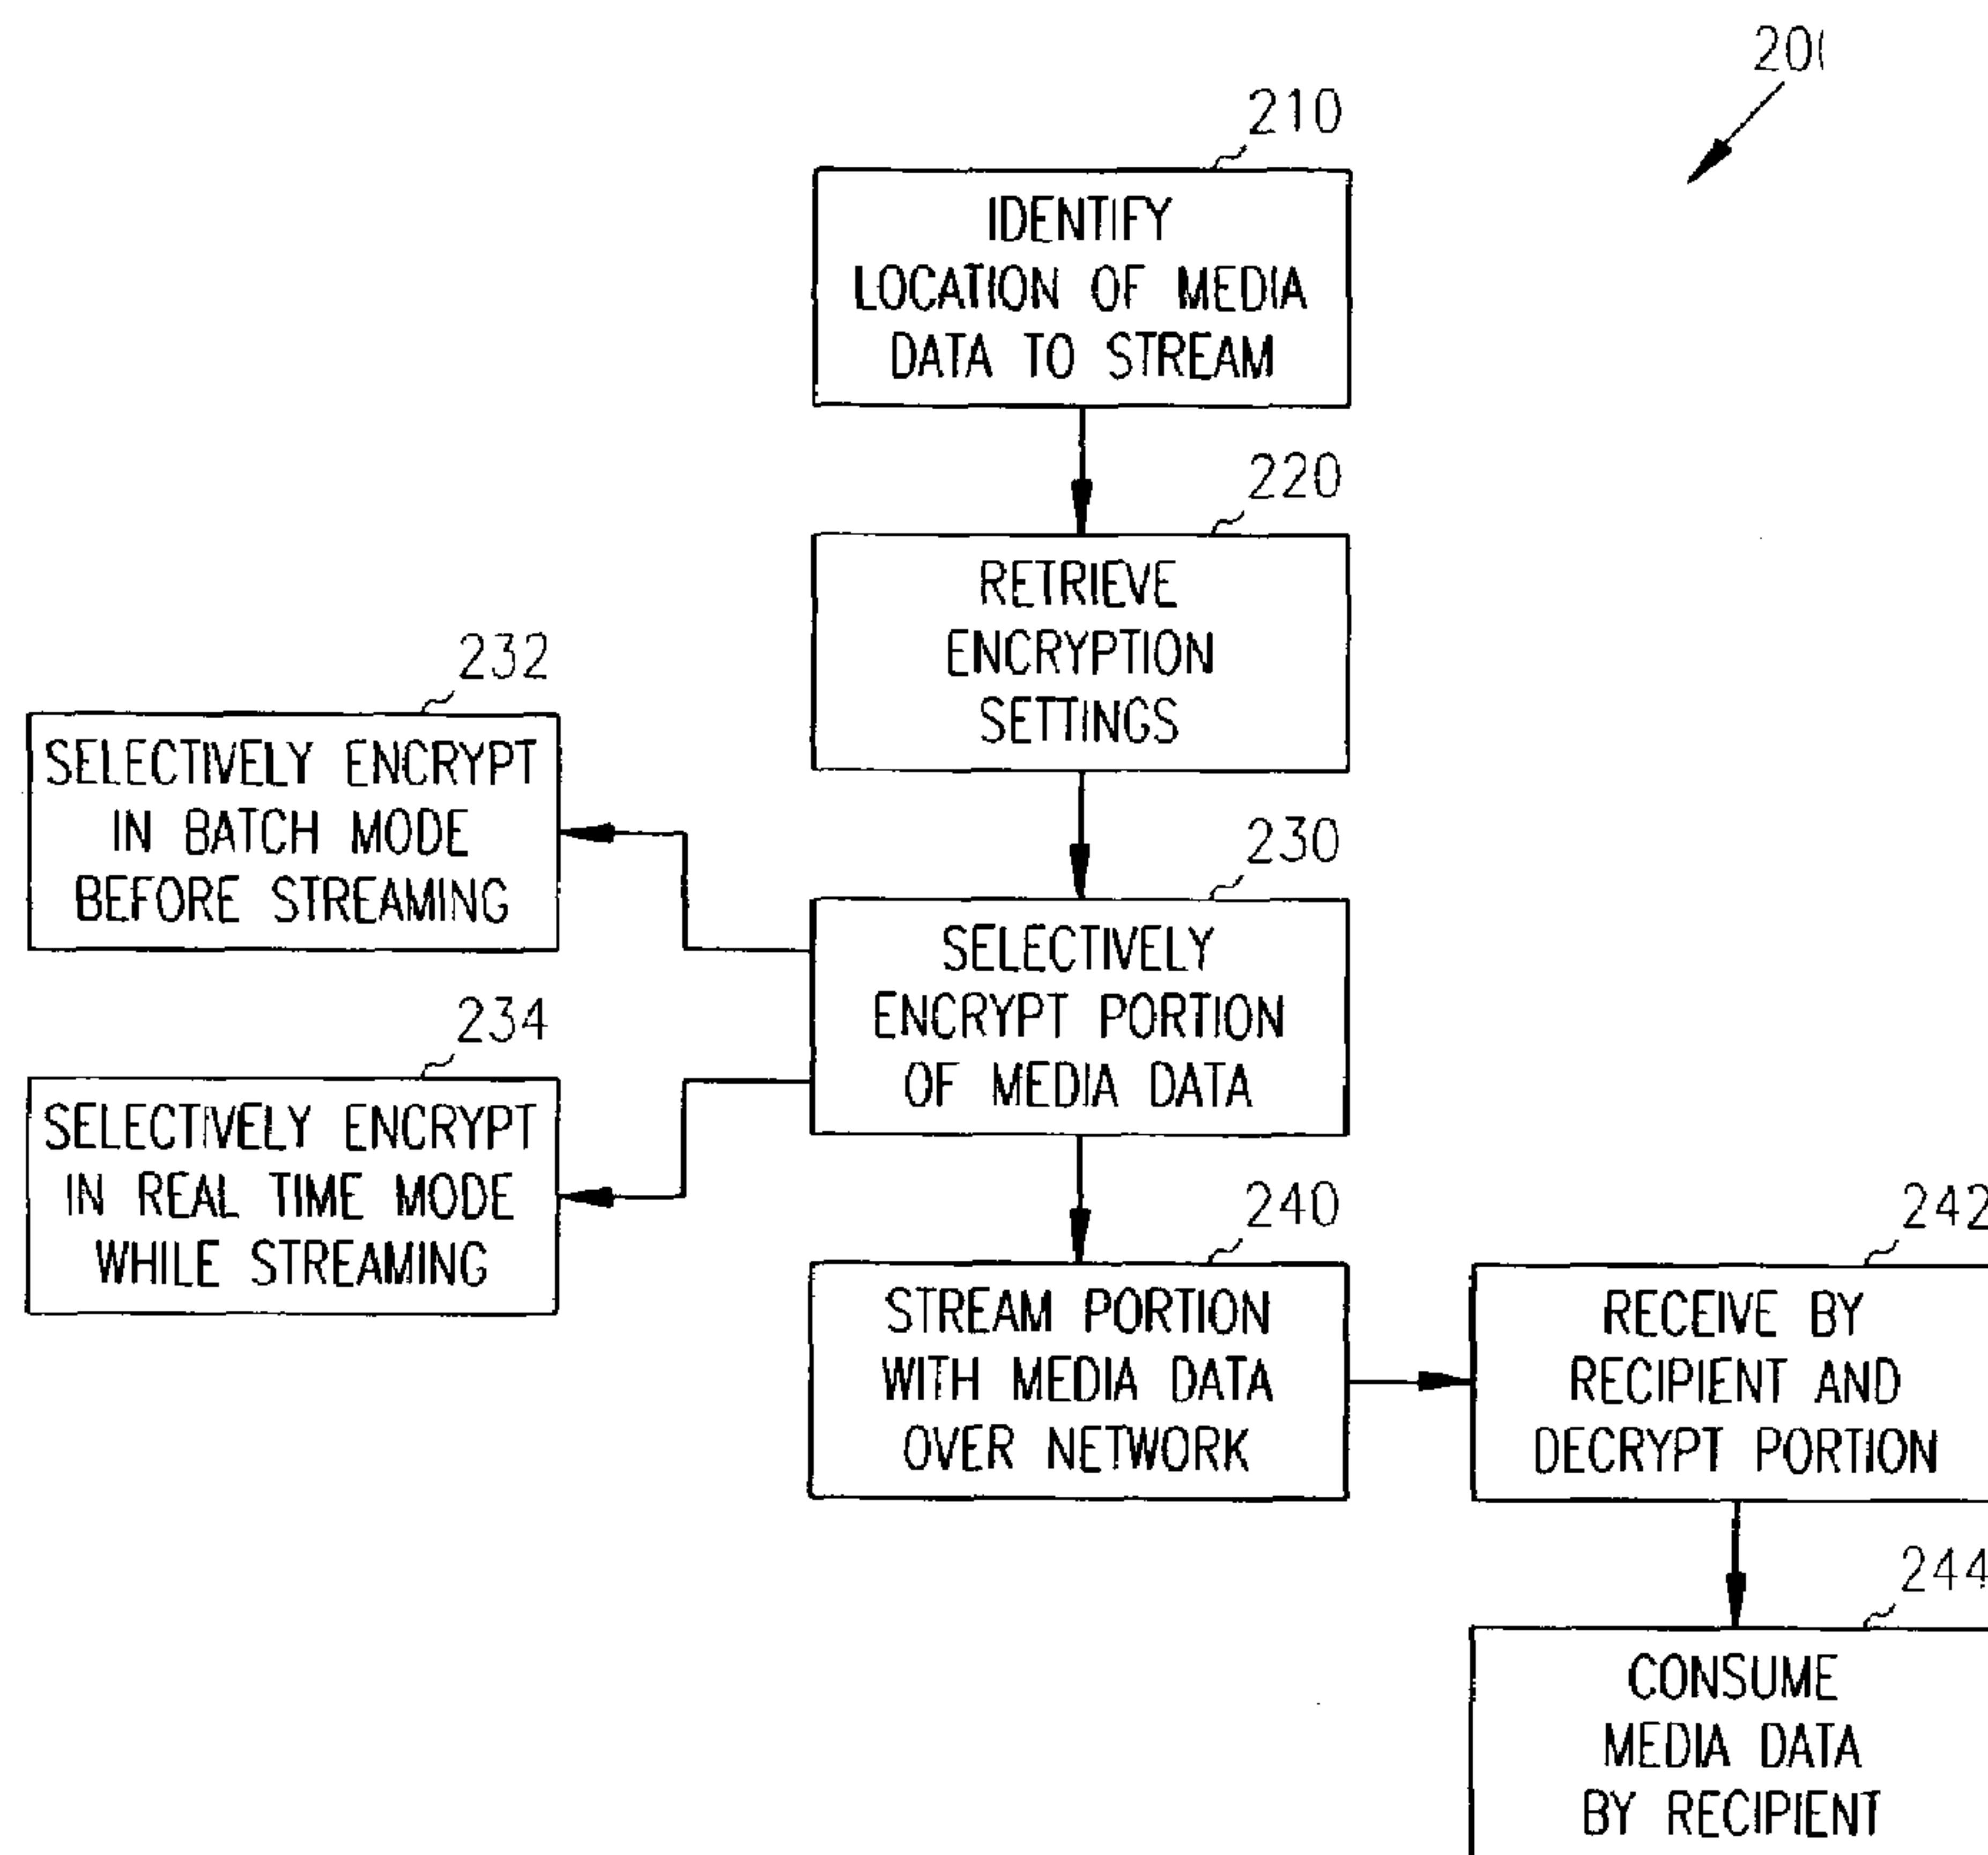 210
IDENTIFY
LOCATION OF MEDIA
DATA TO STREAM
220
RETRIEVE
ENCRYPTION
SETTINGS
232
SELECTIVELY ENCRYPT
IN BATCH MODE
BEFORE STREAMING
230
SELECTIVELY
ENCRYPT PORTION
OF MEDIA DATA
234
SELECTIVELY ENCRYPT
IN REAL TIME MODE
WHILE STREAMING
240
STREAM PORTION
WITH MEDIA DATA
OVER NETWORK
242
RECEIVE BY
RECIPIENT AND
DECRYPT PORTION
244
CONSUME
MEDIA DATA
BY RECIPIENT